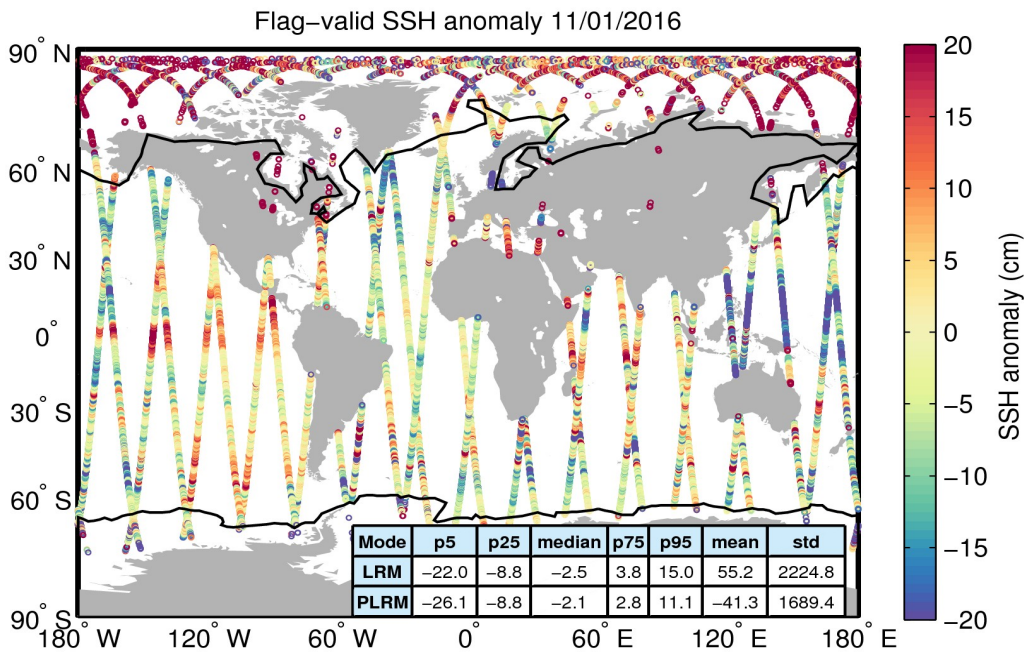 Flag−valid SSH anomaly 11/01/2016
90° N
60° N
30° N
0°
30° S
60° S
90° S
180° W 120° W 60° W 0° 60° E 120° E 180° E
Mode p5 p25 median p75 p95 mean std
LRM −22.0 −8.8 −2.5 3.8 15.0 55.2 2224.8
PLRM −26.1 −8.8 −2.1 2.8 11.1 −41.3 1689.4
20
15
10
5
0
−5
−10
−15
−20
SSH anomaly (cm)